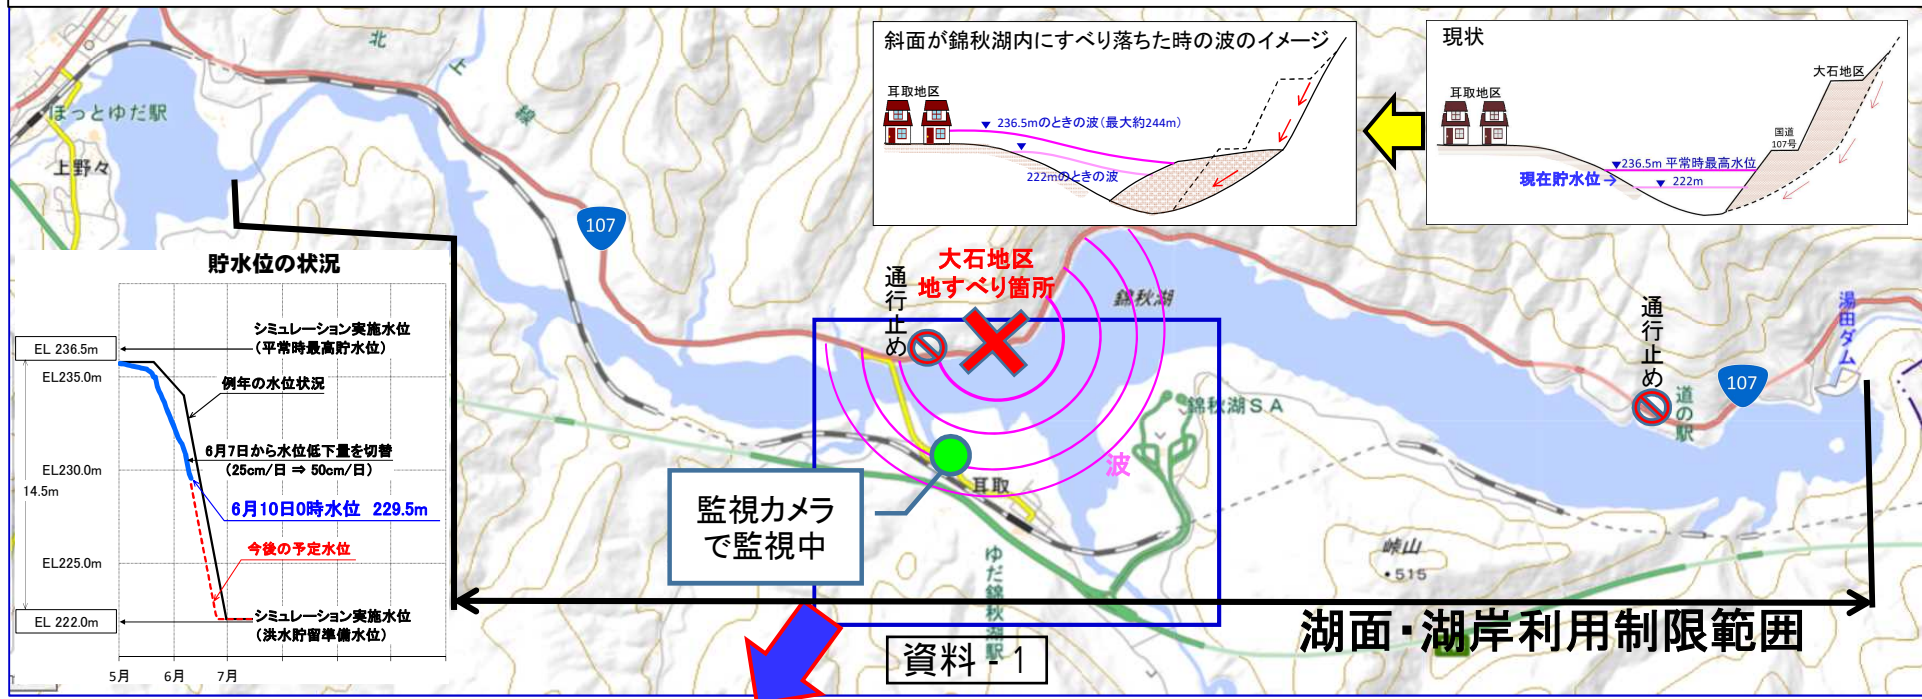 斜面が錦秋湖内にすべり落ちた時の波のイメージ
耳取地区
236.5mのときの波(最大約244m)
222mのときの波
現状
大石地区
耳取地区
国道
107号
236.5m 平常時最高水位
現在貯水位→
222m
北
上
線
ほっとゆだ駅
上野々
107
大石地区
地すべり箇所
通行止め
錦秋湖
通行止め
道の駅
107
湯田ダム
錦秋湖SA
波
耳取
監視カメラ
で監視中
ゆだ錦秋湖駅
峠山
・515
湖面・湖岸利用制限範囲
資料-1
貯水位の状況
シミュレーション実施水位
(平常時最高貯水位)
EL 236.5m
EL235.0m
例年の水位状況
6月7日から水位低下量を切替
(25cm/日 ⇒ 50cm/日)
EL230.0m
14.5m
6月10日0時水位 229.5m
今後の予定水位
EL225.0m
シミュレーション実施水位
(洪水貯留準備水位)
EL 222.0m
5月 6月 7月